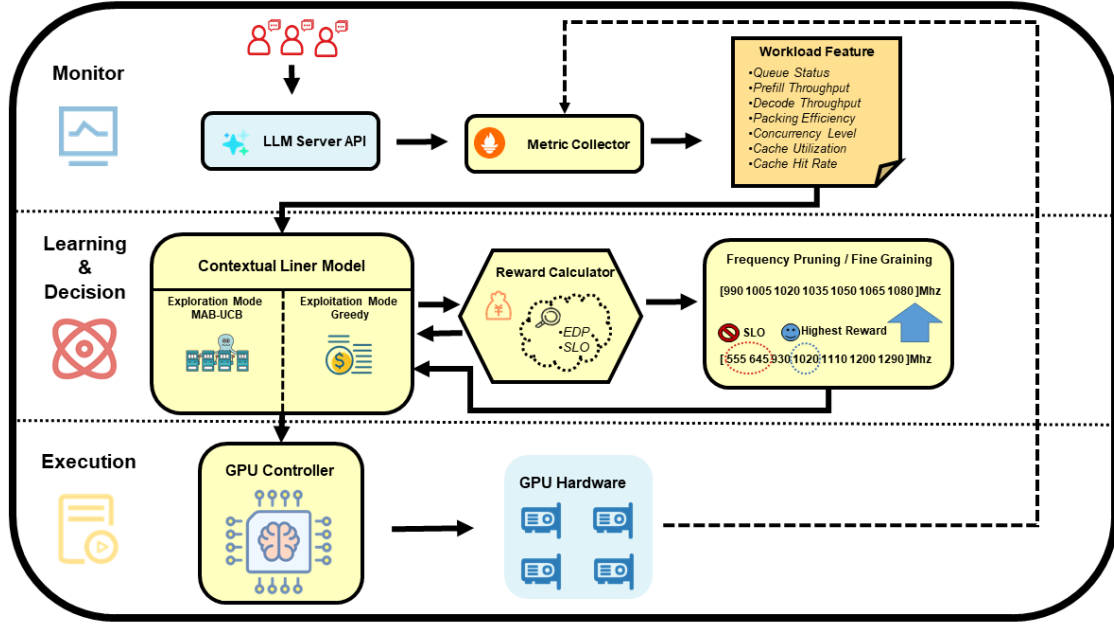 Monitor
LLM Server API
Metric Collector
Workload Feature
•Queue Status
•Prefill Throughput
•Decode Throughput
•Packing Efficiency
•Concurrency Level
•Cache Utilization
•Cache Hit Rate
Learning
&
Decision
Contextual Liner Model
Exploration Mode
MAB-UCB
Exploitation Mode
Greedy
Reward Calculator
¥
•EDP
•SLO
$
Frequency Pruning / Fine Graining
[990 1005 1020 1035 1050 1065 1080 ]Mhz
SLO
Highest Reward
[ 555 645 930 1020 1110 1200 1290 ]Mhz
Execution
GPU Controller
GPU Hardware